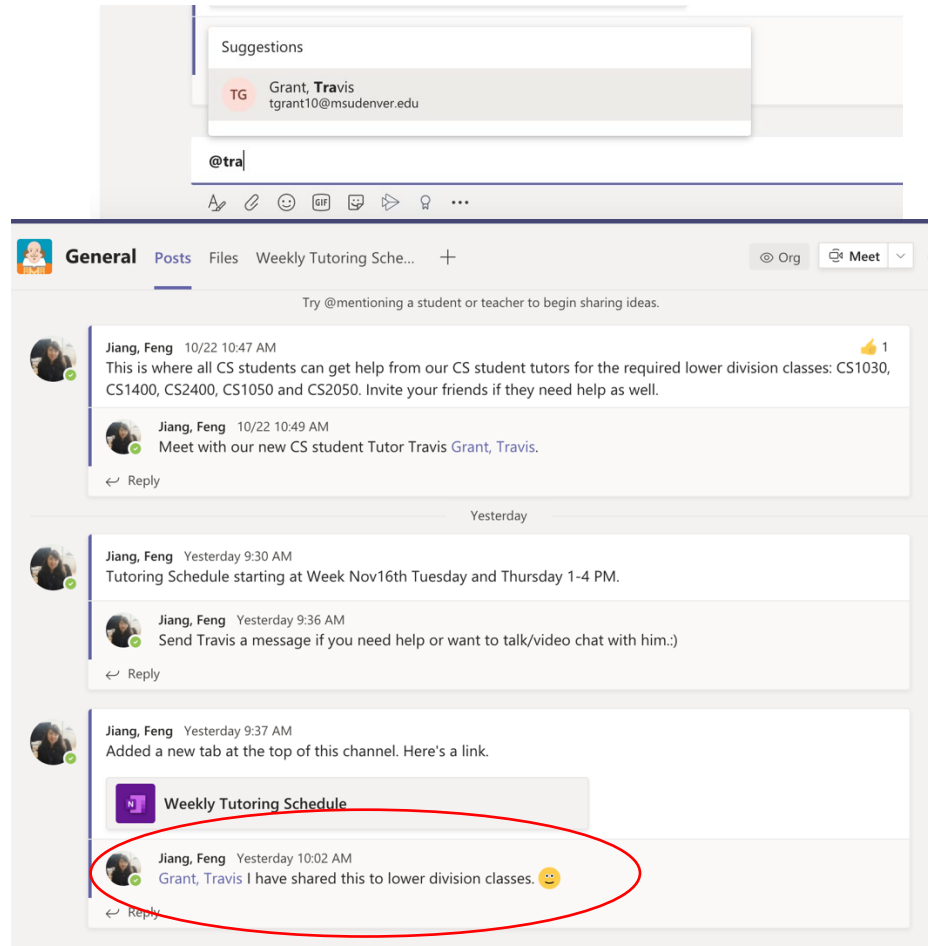 Suggestions
TG
Grant, Travis
tgrant10@msudenver.edu
@tra
GIF
General Posts Files Weekly Tutoring Sche... + Org Meet
Try @mentioning a student or teacher to begin sharing ideas.
Jiang, Feng 10/22 10:47 AM 1
This is where all CS students can get help from our CS student tutors for the required lower division classes: CS1030,
CS1400, CS2400, CS1050 and CS2050. Invite your friends if they need help as well.
Jiang, Feng 10/22 10:49 AM
Meet with our new CS student Tutor Travis Grant, Travis.
Reply
Yesterday
Jiang, Feng Yesterday 9:30 AM
Tutoring Schedule starting at Week Nov16th Tuesday and Thursday 1-4 PM.
Jiang, Feng Yesterday 9:36 AM
Send Travis a message if you need help or want to talk/video chat with him.:)
Reply
Jiang, Feng Yesterday 9:37 AM
Added a new tab at the top of this channel. Here's a link.
N Weekly Tutoring Schedule
Jiang, Feng Yesterday 10:02 AM
Grant, Travis I have shared this to lower division classes.
Reply